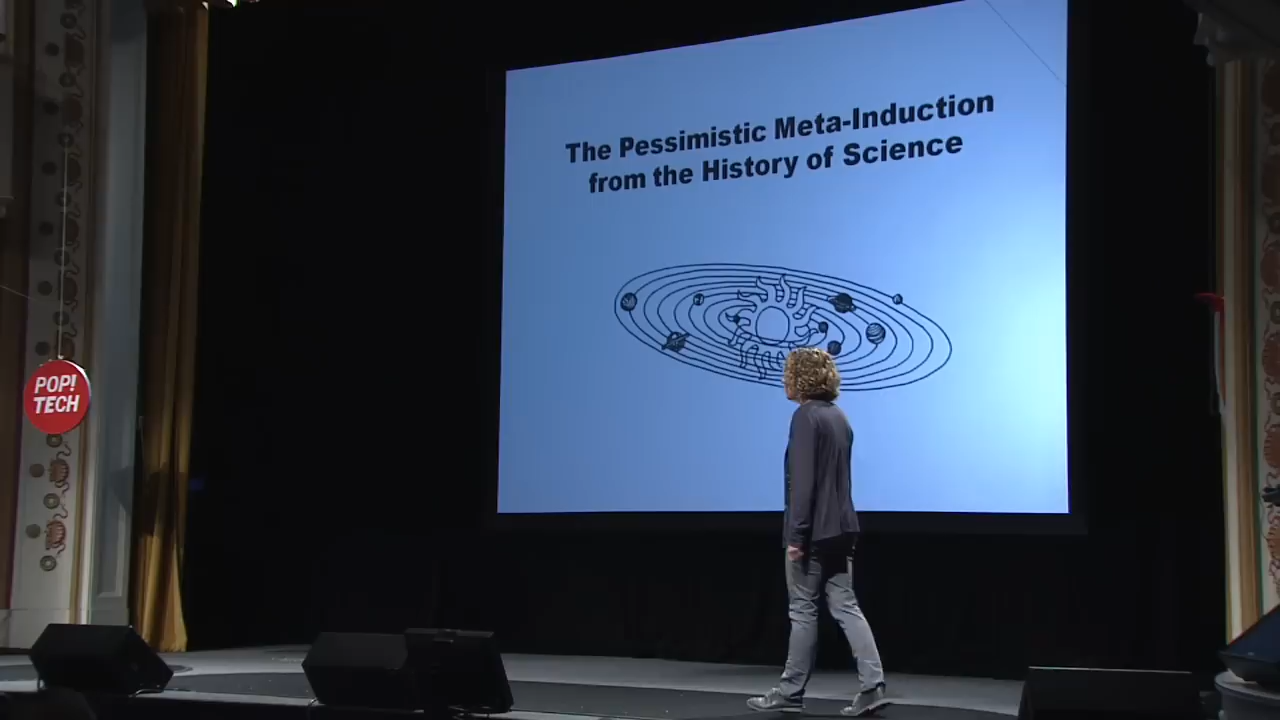 The Pessimistic Meta-Induction
from the History of Science
POP!
TECH